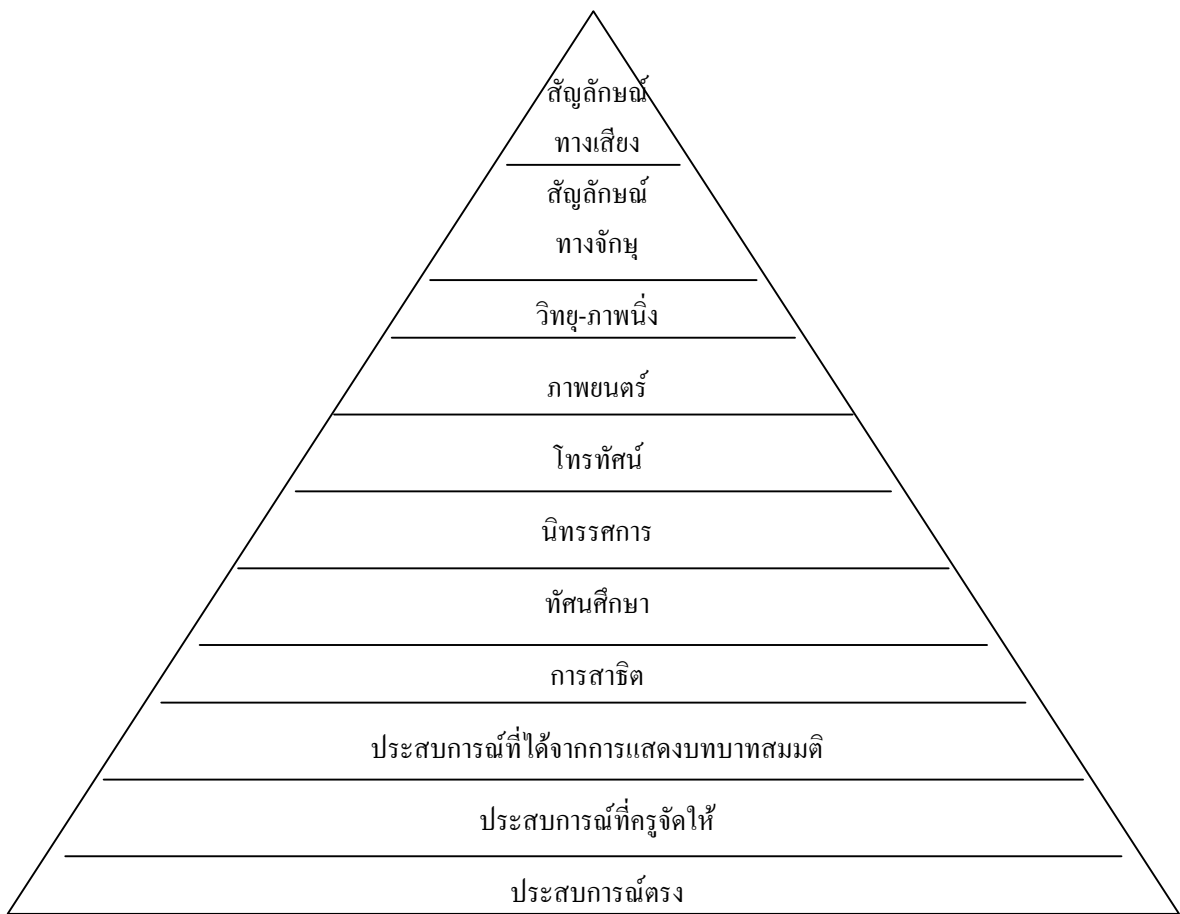 สัญลักษณ์
ทางเสียง
สัญลักษณ์
ทางจักษุ
วิทยุ-ภาพนิ่ง
ภาพยนตร์
โทรทัศน์
นิทรรศการ
ทัศนศึกษา
การสาธิต
ประสบการณ์ที่ได้จากการแสดงบทบาทสมมติ
ประสบการณ์ที่ครูจัดให้
ประสบการณ์ตรง